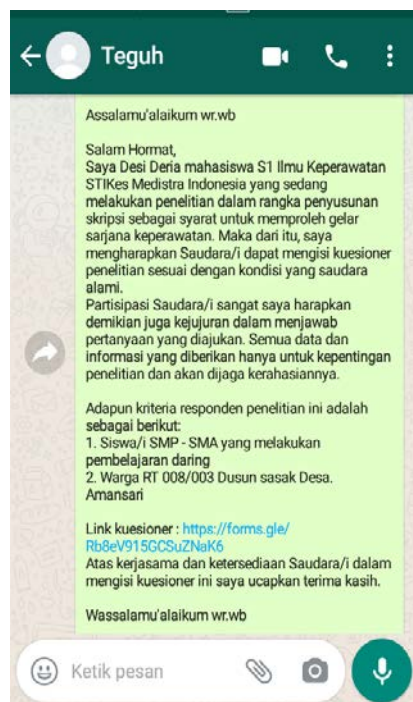 Teguh
Assalamu'alaikum wr.wb
Salam Hormat,
Saya Desi Deria mahasiswa S1 Ilmu Keperawatan
STIKes Medistra Indonesia yang sedang
melakukan penelitian dalam rangka penyusunan
skripsi sebagai syarat untuk memproleh gelar
sarjana keperawatan. Maka dari itu, saya
mengharapkan Saudara/i dapat mengisi kuesioner
penelitian sesuai dengan kondisi yang saudara
alami.
Partisipasi Saudara/i sangat saya harapkan
demikian juga kejujuran dalam menjawab
pertanyaan yang diajukan. Semua data dan
informasi yang diberikan hanya untuk kepentingan
penelitian dan akan dijaga kerahasiannya.
Adapun kriteria responden penelitian ini adalah
sebagai berikut:
1. Siswa/i SMP - SMA yang melakukan
pembelajaran daring
2. Warga RT 008/003 Dusun sasak Desa.
Amansari
Link kuesioner : https://forms.gle/
Rb8eV915GCSuZNaK6
Atas kerjasama dan ketersediaan Saudara/i dalam
mengisi kuesioner ini saya ucapkan terima kasih.
Wassalamu'alaikum wr.wb
Ketik pesan